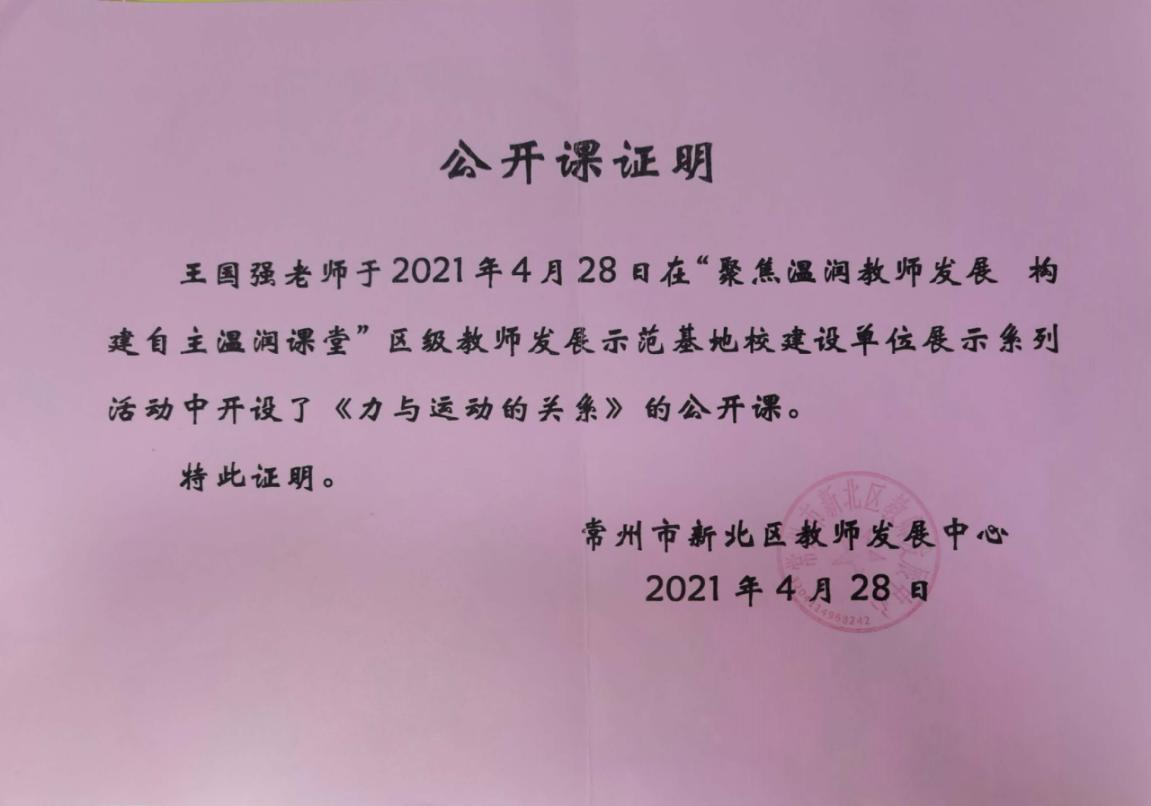 公开课证明
王国强老师于2021年4月28日在“聚焦温润教师发展 构
建自主温润课堂”区级教师发展示范基地校建设单位展示系列
活动中开设了《力与运动的关系》的公开课。
特此证明。
常州市新北区教师发展中心
2021年4月28日